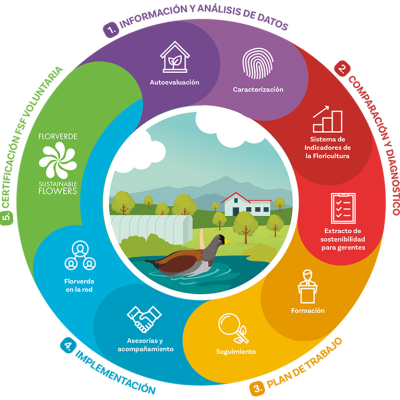 1. INFORMACIÓN Y ANÁLISIS DE DATOS
Autoevaluación
Caracterización
2. COMPARACIÓN Y DIAGNÓSTICO
Sistema de
Indicadores de
la Floricultura
Extracto de
sostenibilidad
para gerentes
3. PLAN DE TRABAJO
Formación
Seguimiento
4. IMPLEMENTACIÓN
Asesorías y
acompañamiento
Florverde
en la red
5. CERTIFICACIÓN FSF VOLUNTARIA
FLORVERDE
SUSTAINABLE
FLOWERS